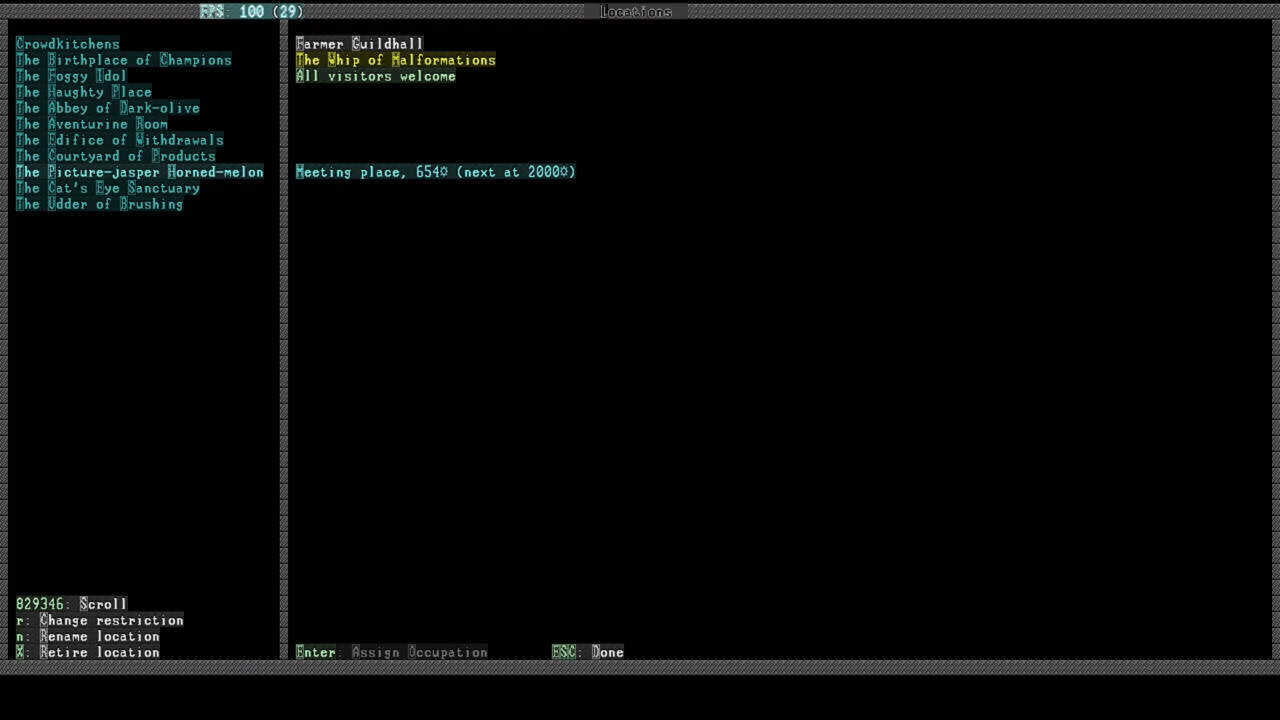 FPS: 100 (29)
Locations
Crowdkitchens
The Birthplace of Champions
The Foggy Idol
The Haughty Place
The Abbey of Dark-olive
The Aventurine Room
The Edifice of Withdrawals
The Courtyard of Products
The Picture-jasper Horned-melon
The Cat's Eye Sanctuary
The Udder of Brushing
Farmer Guildhall
The Whip of Malformations
All visitors welcome
Meeting place, 654☼ (next at 2000☼)
829346: Scroll
r: Change restriction
n: Rename location
X: Retire location
Enter: Assign Occupation
ESC: Done